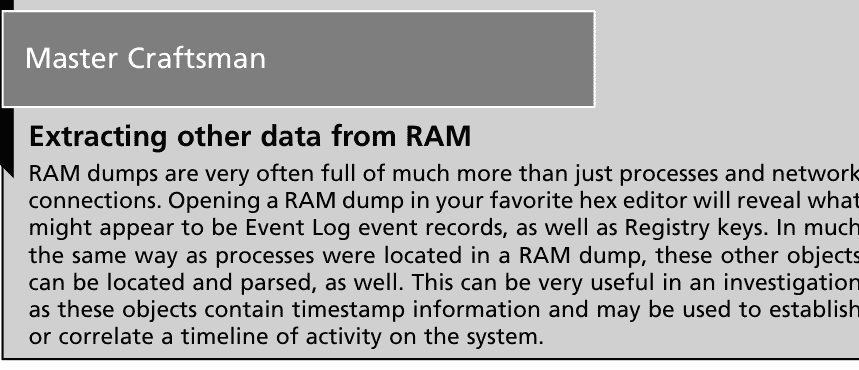 Master Craftsman
Extracting other data from RAM
RAM dumps are very often full of much more than just processes and network
connections. Opening a RAM dump in your favorite hex editor will reveal what
might appear to be Event Log event records, as well as Registry keys. In much
the same way as processes were located in a RAM dump, these other objects
can be located and parsed, as well. This can be very useful in an investigation
as these objects contain timestamp information and may be used to establish
or correlate a timeline of activity on the system.